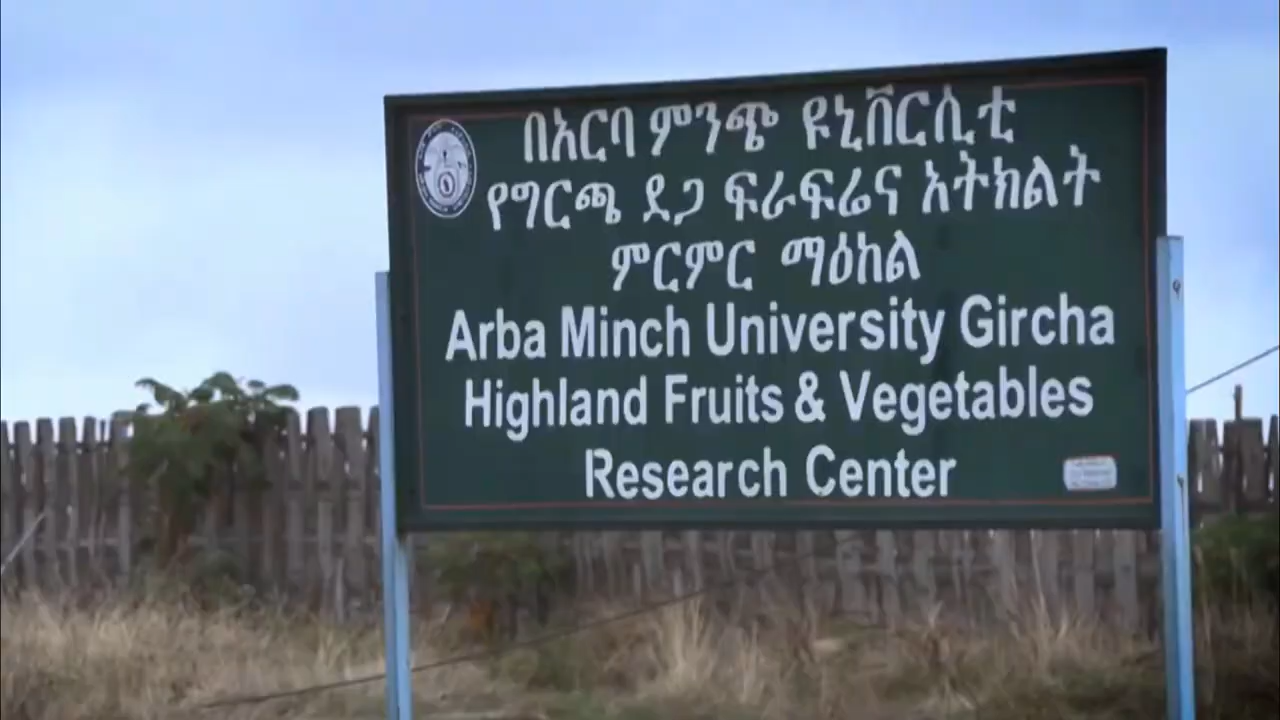 በአርባ ምንጭ ዩኒቨርሲቲ
የግርጫ ደጋ ፍራፍሬና አትክልት
ምርምር ማዕከል
Arba Minch University Gircha
Highland Fruits & Vegetables
Research Center